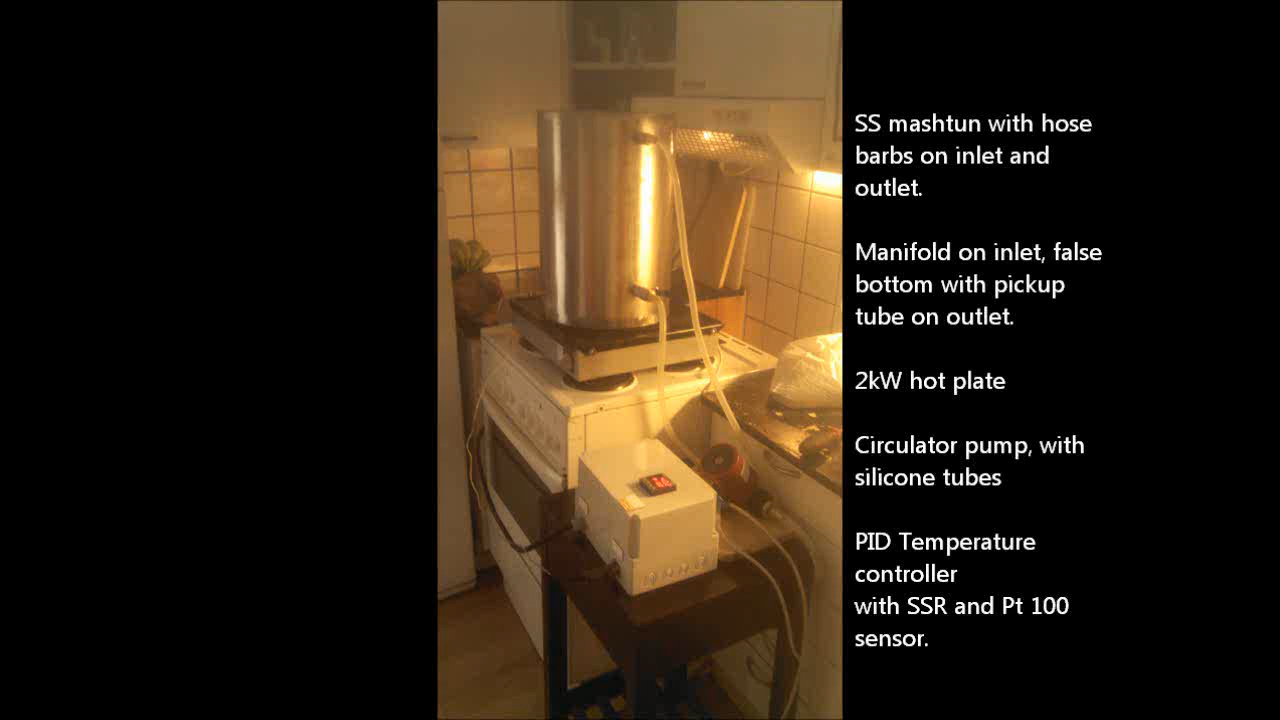 SS mashtun with hose
barbs on inlet and
outlet.
Manifold on inlet, false
bottom with pickup
tube on outlet.
2kW hot plate
Circulator pump, with
silicone tubes
PID Temperature
controller
with SSR and Pt 100
sensor.